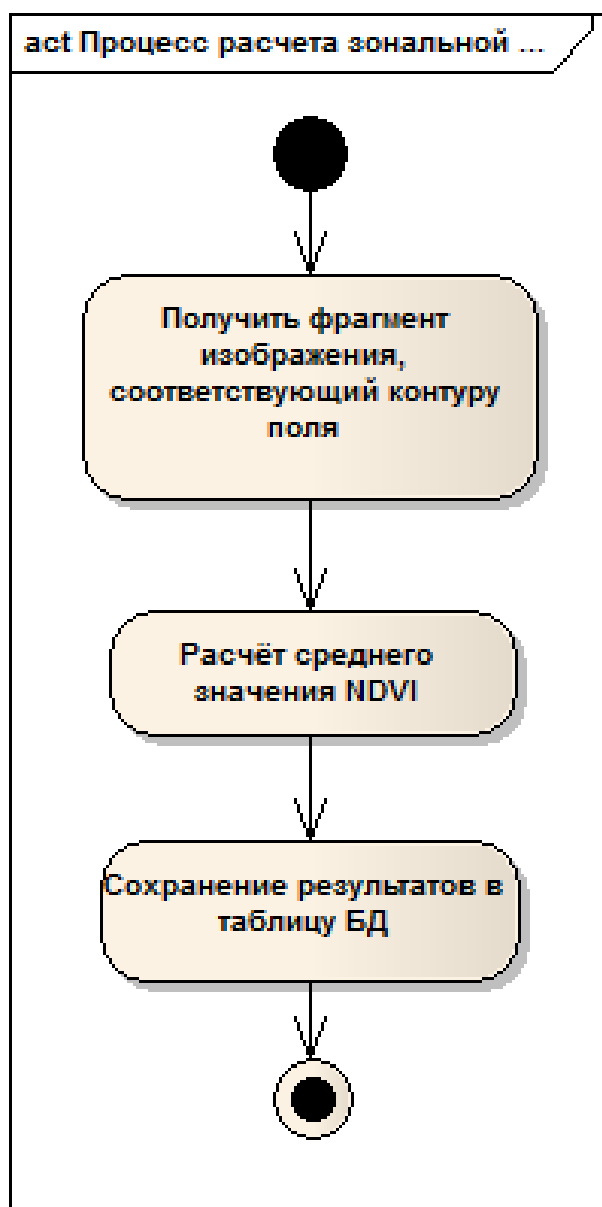 act Процесс расчета зональной ...
Получить фрагмент
изображения,
соответствующий контуру
поля
Расчёт среднего
значения NDVI
Сохранение результатов в
таблицу БД